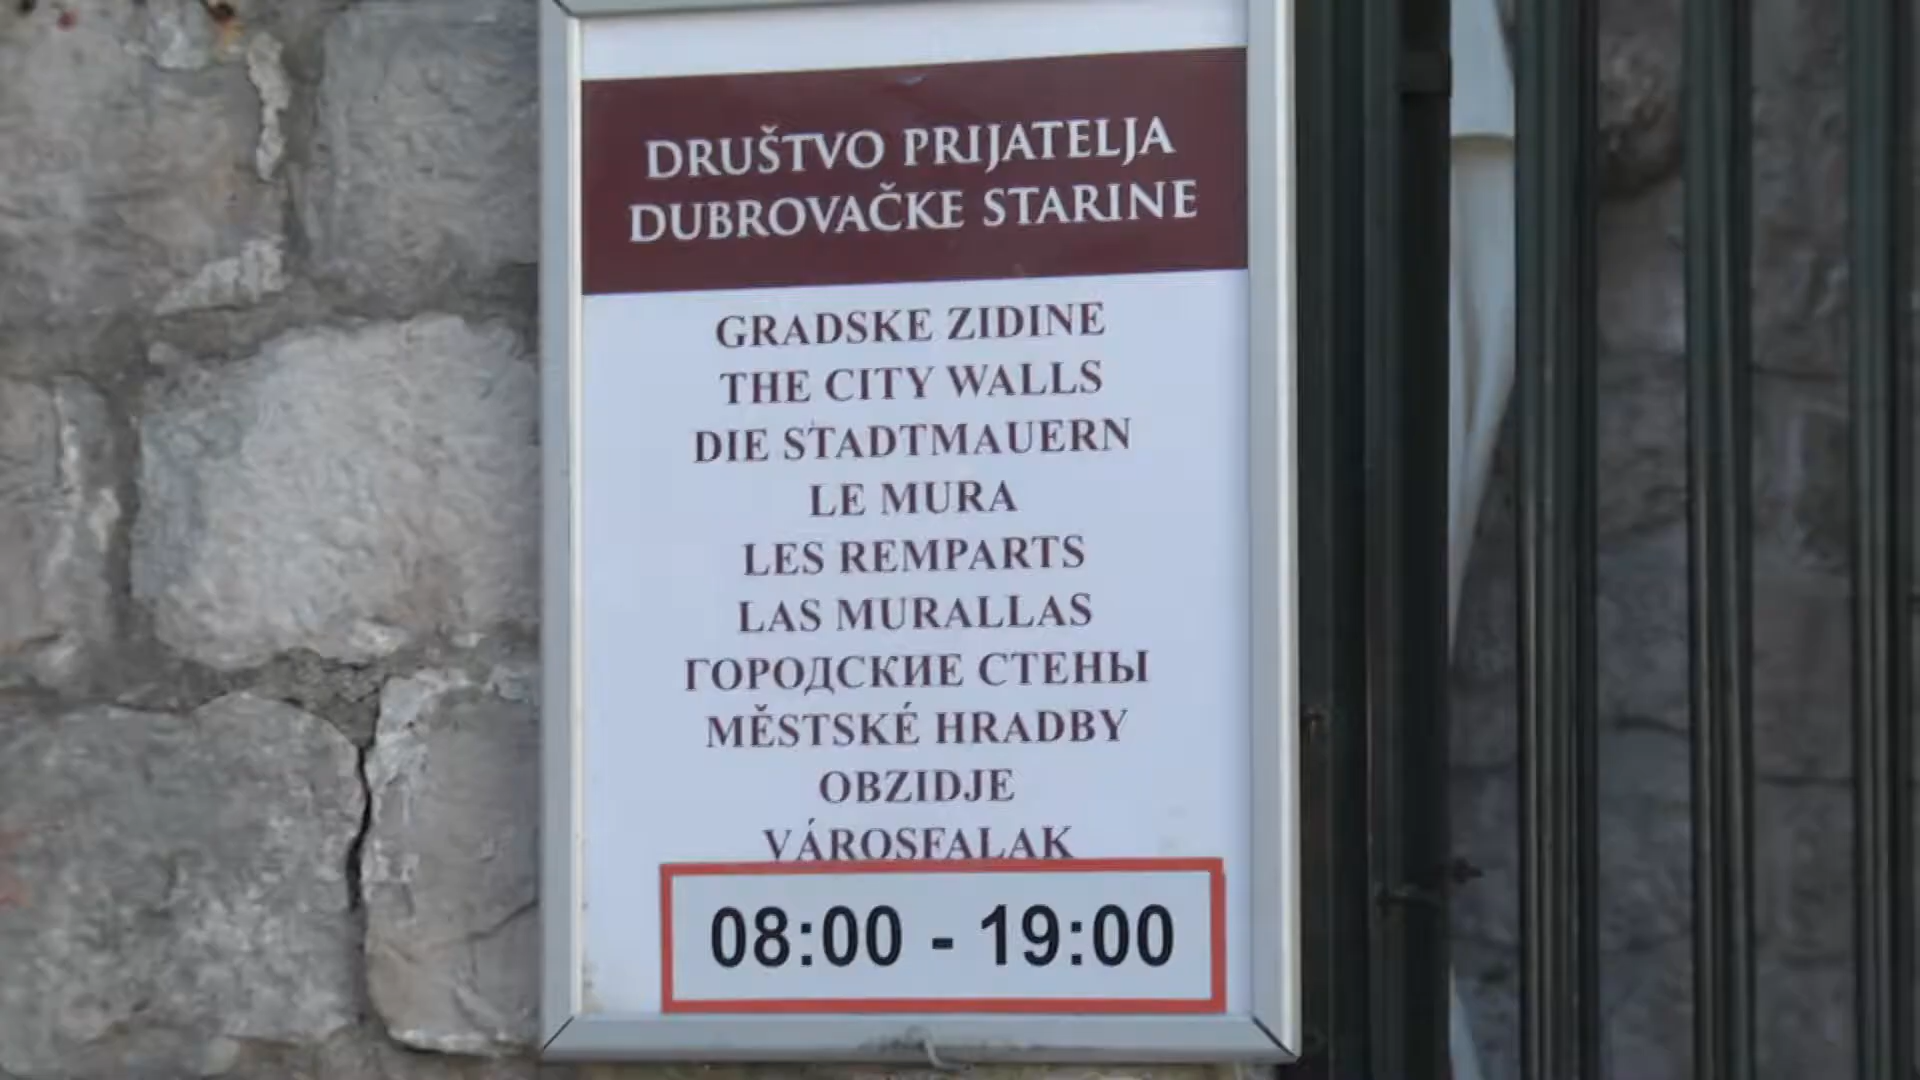 DRUŠTVO PRIJATELJA
DUBROVAČKE STARINE
GRADSKE ZIDINE
THE CITY WALLS
DIE STADTMAUERN
LE MURA
LES REMPARTS
LAS MURALLAS
ГОРОДСКИЕ СТЕНЫ
MĚSTSKÉ HRADBY
OBZIDJE
VÁROSFALAK
08:00 - 19:00